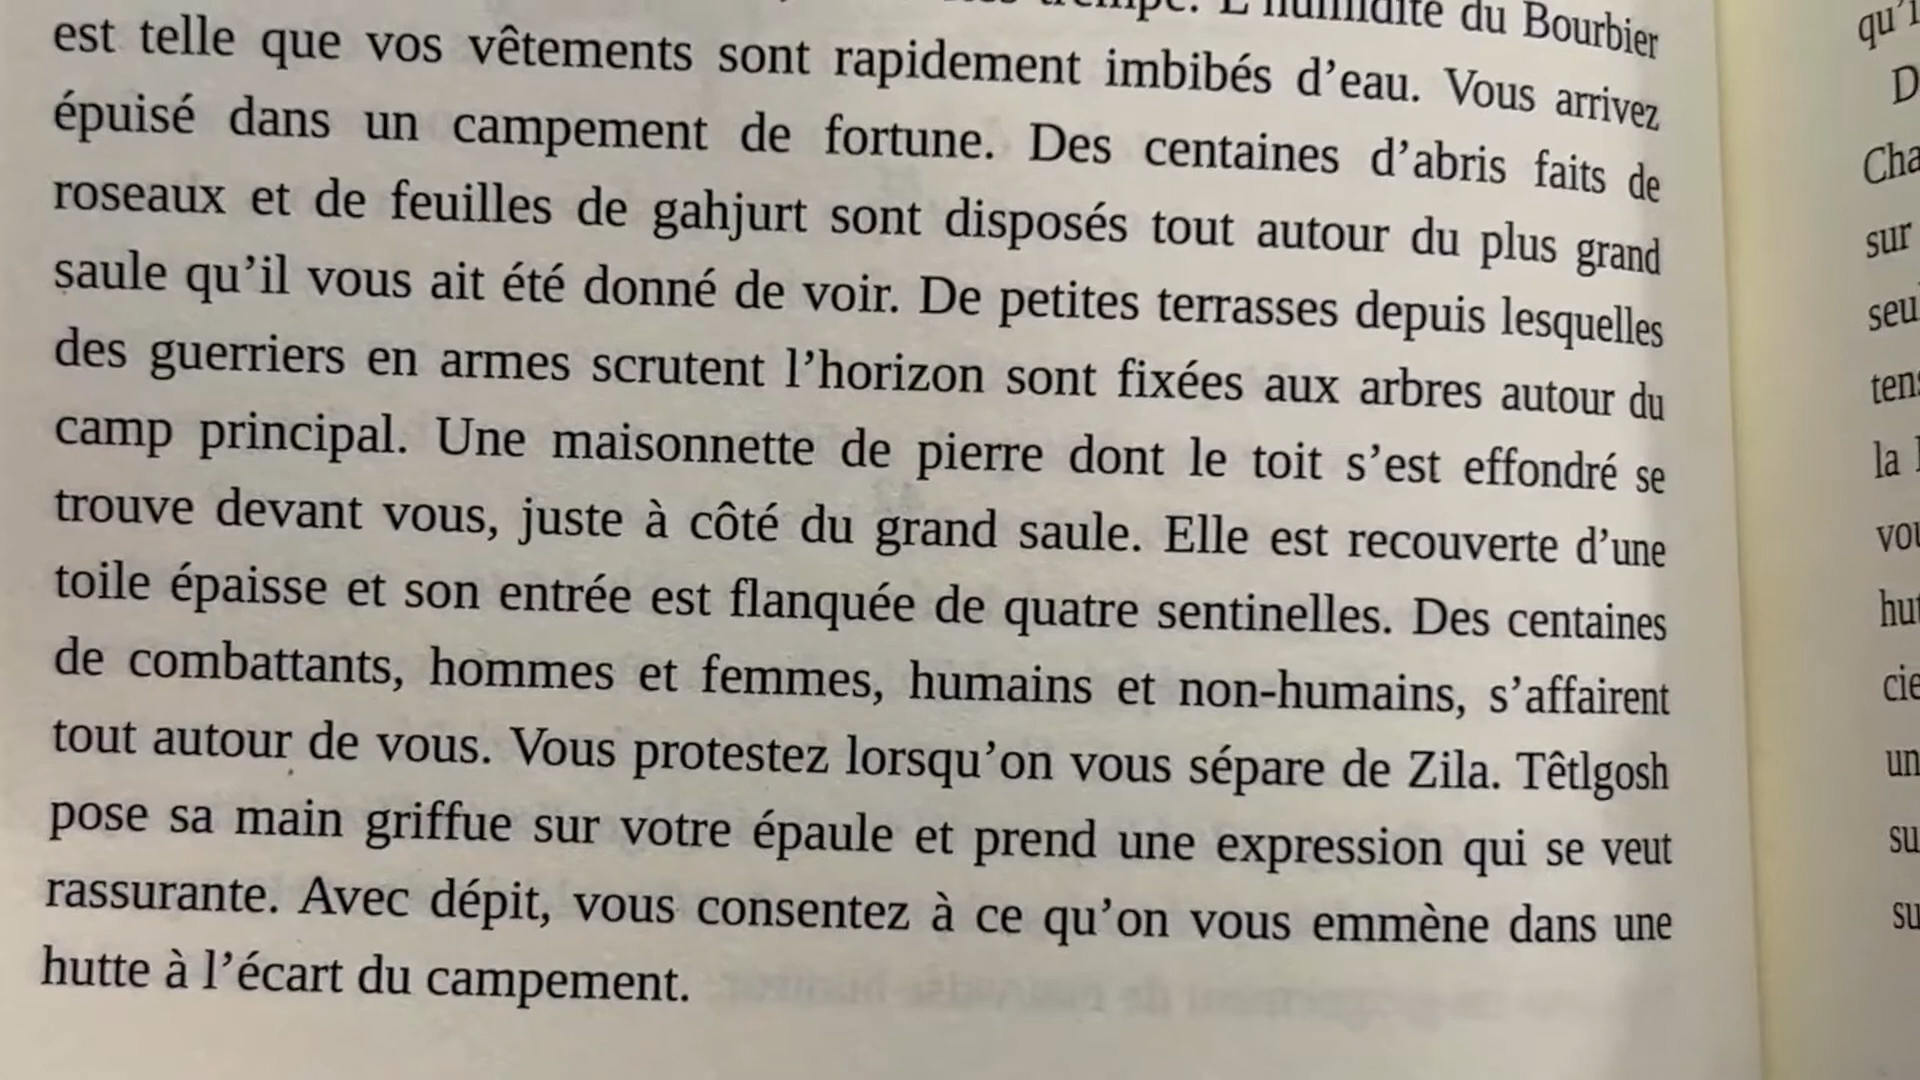 L'humidité du Bourbier
est telle que vos vêtements sont rapidement imbibés d'eau. Vous arrivez
épuisé dans un campement de fortune. Des centaines d'abris faits de
roseaux et de feuilles de gahjurt sont disposés tout autour du plus grand
saule qu'il vous ait été donné de voir. De petites terrasses depuis lesquelles
des guerriers en armes scrutent l'horizon sont fixées aux arbres autour du
camp principal. Une maisonnette de pierre dont le toit s'est effondré se
trouve devant vous, juste à côté du grand saule. Elle est recouverte d'une
toile épaisse et son entrée est flanquée de quatre sentinelles. Des centaines
de combattants, hommes et femmes, humains et non-humains, s'affairent
tout autour de vous. Vous protestez lorsqu'on vous sépare de Zila. Têtlgosh
pose sa main griffue sur votre épaule et prend une expression qui se veut
rassurante. Avec dépit, vous consentez à ce qu'on vous emmène dans une
hutte à l'écart du campement.
sur
la
un